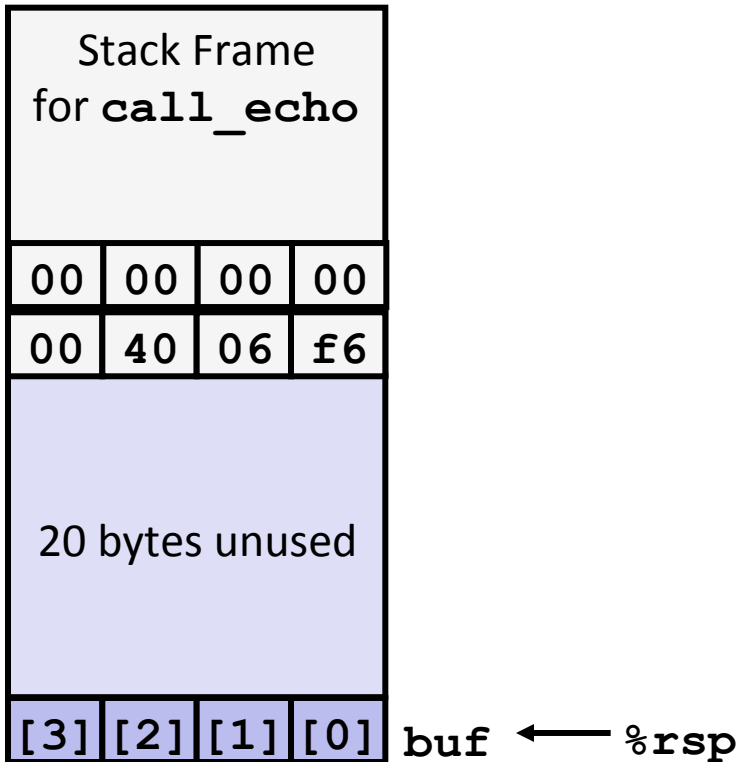 Stack Frame
for call_echo
00 00 00 00
00 40 06 f6
20 bytes unused
[3] [2] [1] [0] buf %rsp